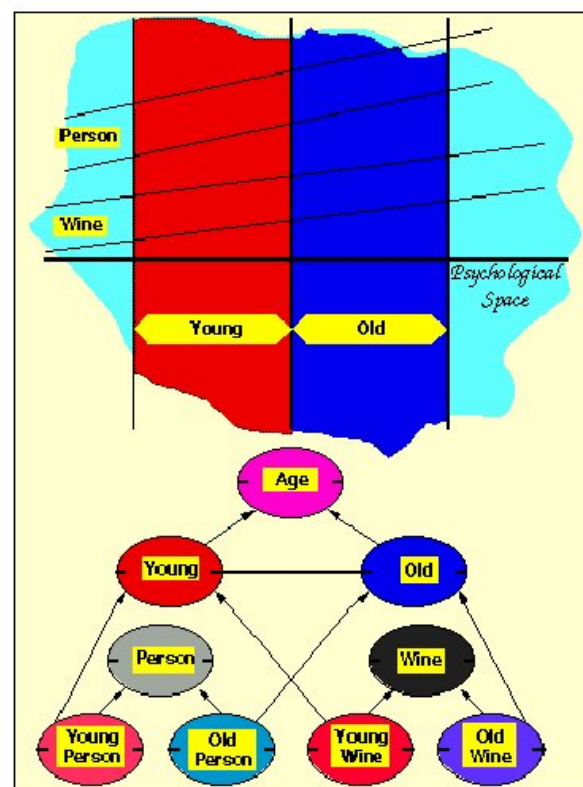 Person
Wine
Psychological
Space
Young
Old
Age
Young
Old
Person
Wine
Young
Person
Old
Person
Young
Wine
Old
Wine